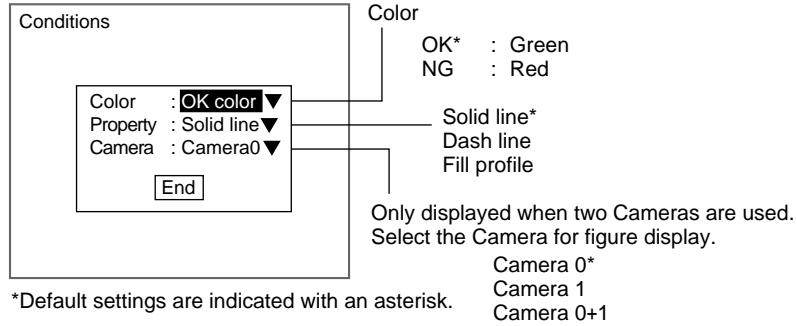 Conditions
Color : OK color ▼
Property : Solid line ▼
Camera : Camera0 ▼
End
Color
OK* : Green
NG : Red
Solid line*
Dash line
Fill profile
Only displayed when two Cameras are used.
Select the Camera for figure display.
Camera 0*
Camera 1
Camera 0+1
*Default settings are indicated with an asterisk.